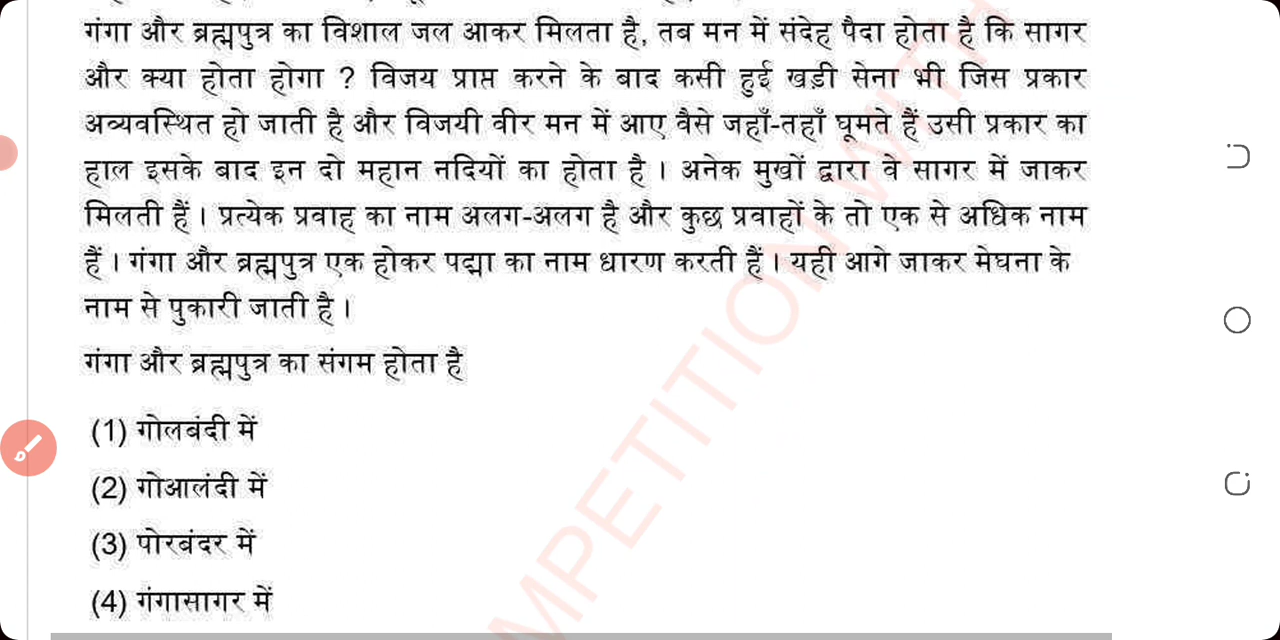 गंगा और ब्रह्मपुत्र का विशाल जल आकर मिलता है, तब मन में संदेह पैदा होता है कि सागर
और क्या होता होगा ? विजय प्राप्त करने के बाद कसी हुई खड़ी सेना भी जिस प्रकार
अव्यवस्थित हो जाती है और विजयी वीर मन में आए वैसे जहाँ-तहाँ घूमते हैं उसी प्रकार का
हाल इसके बाद इन दो महान नदियों का होता है । अनेक मुखों द्वारा वे सागर में जाकर
मिलती हैं । प्रत्येक प्रवाह का नाम अलग-अलग है और कुछ प्रवाहों के तो एक से अधिक नाम
हैं । गंगा और ब्रह्मपुत्र एक होकर पद्मा का नाम धारण करती हैं । यही आगे जाकर मेघना के
नाम से पुकारी जाती है ।
गंगा और ब्रह्मपुत्र का संगम होता है
(1) गोलबंदी में
(2) गोआलंदी में
(3) पोरबंदर में
(4) गंगासागर में
MPETITION WITH